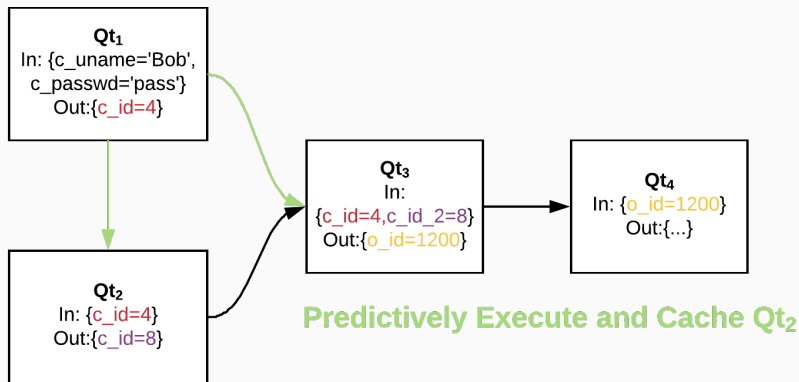 Qt₁
In: {c_uname='Bob',
c_passwd='pass'}
Out:{c_id=4}
Qt₂
In: {c_id=4}
Out:{c_id=8}
Qt₃
In:
{c_id=4,c_id_2=8}
Out:{o_id=1200}
Qt₄
In: {o_id=1200}
Out:{...}
Predictively Execute and Cache Qt₂